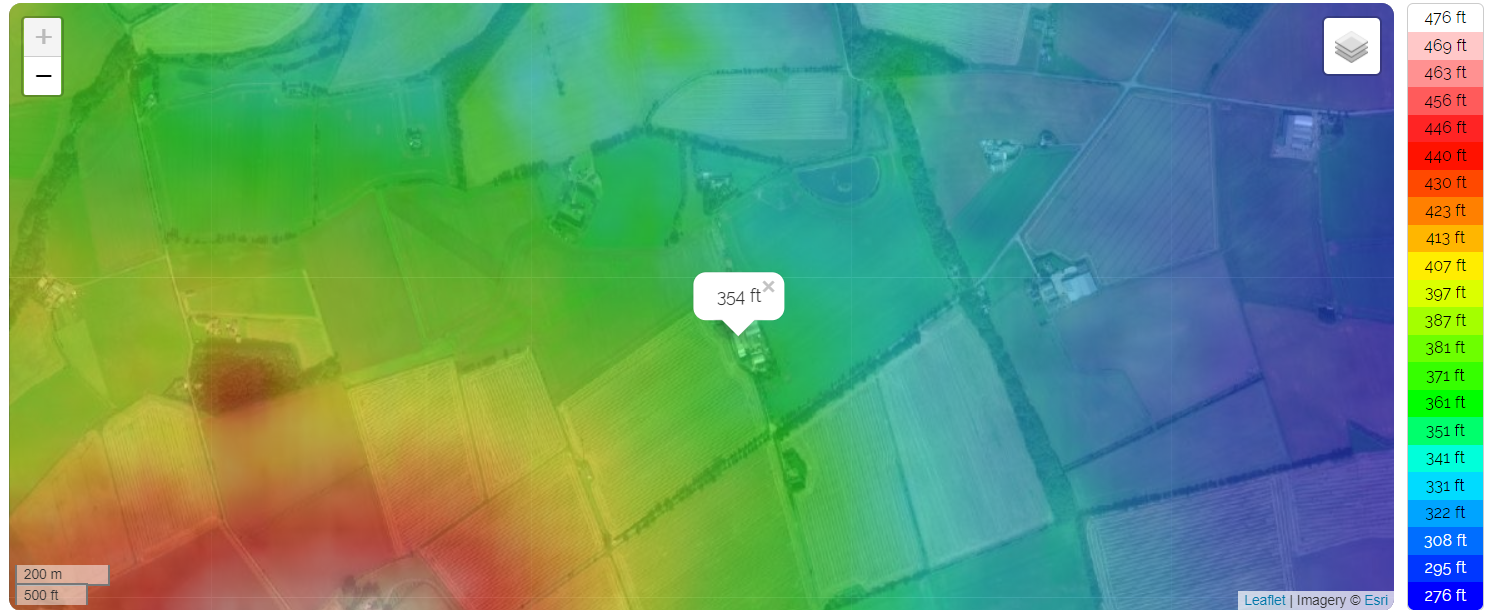 +
−
354 ft ×
200 m
500 ft
Leaflet | Imagery © Esri
476 ft
469 ft
463 ft
456 ft
446 ft
440 ft
430 ft
423 ft
413 ft
407 ft
397 ft
387 ft
381 ft
371 ft
361 ft
351 ft
341 ft
331 ft
322 ft
308 ft
295 ft
276 ft